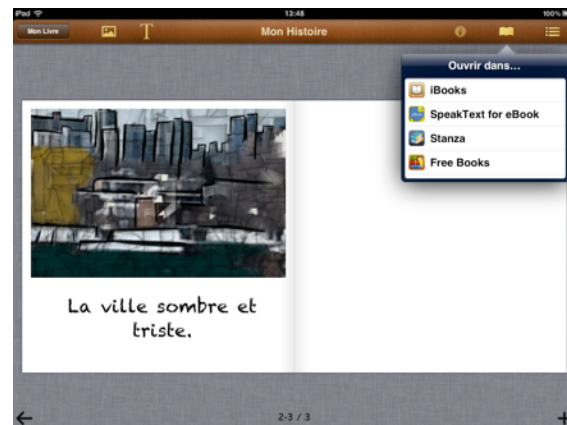 iPad 13:48 100%
Mon Livre T Mon Histoire
Ouvrir dans...
iBooks
SpeakText for eBook
Stanza
Free Books
La ville sombre et
triste.
2-3 / 3